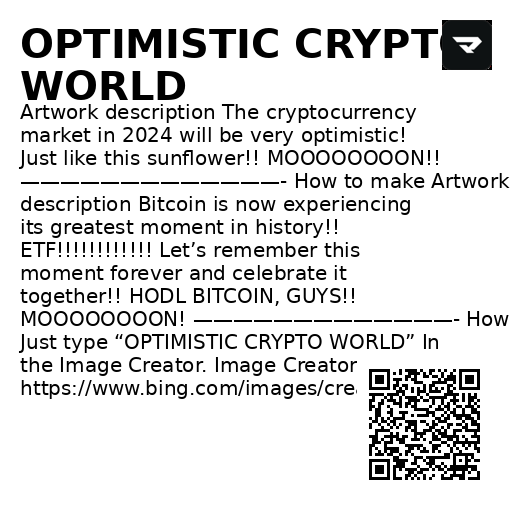 OPTIMISTIC CRYPTO
WORLD
Artwork description The cryptocurrency
market in 2024 will be very optimistic!
Just like this sunflower!! MOOOOOOOON!!
—————————————- How to make Artwork
description Bitcoin is now experiencing
its greatest moment in history!!
ETF!!!!!!!!!!!! Let’s remember this
moment forever and celebrate it
together!! HODL BITCOIN, GUYS!!
MOOOOOOOON! —————————————- How
Just type “OPTIMISTIC CRYPTO WORLD” In
the Image Creator. Image Creator
https://www.bing.com/images/cre